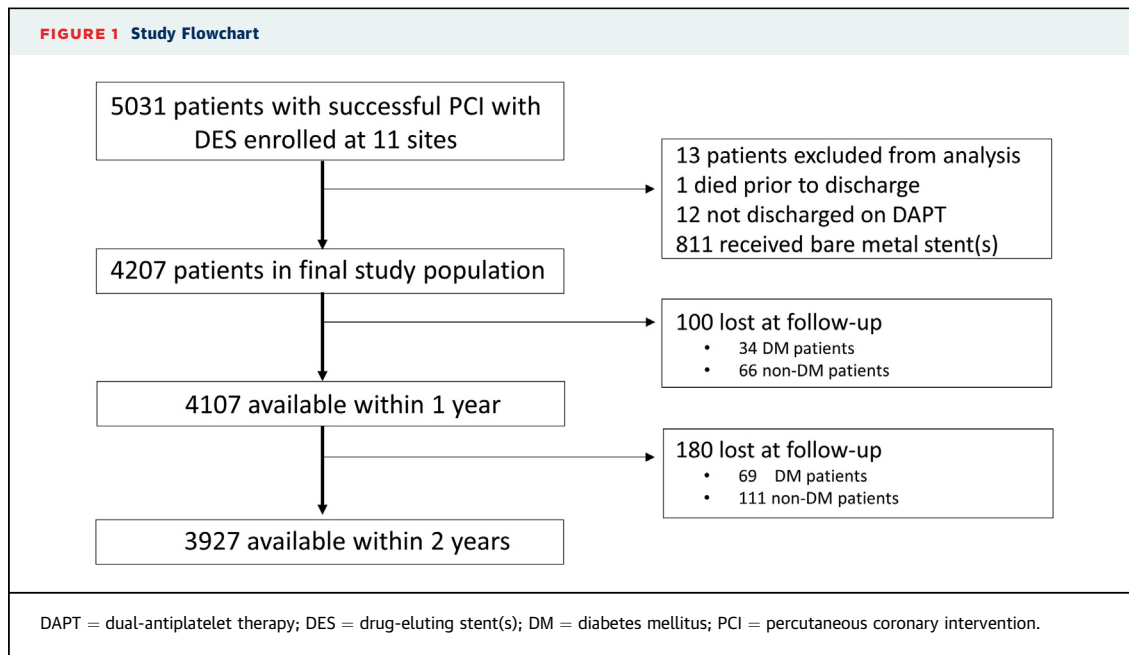 FIGURE 1 Study Flowchart
5031 patients with successful PCI with
DES enrolled at 11 sites
13 patients excluded from analysis
1 died prior to discharge
12 not discharged on DAPT
811 received bare metal stent(s)
4207 patients in final study population
100 lost at follow-up
• 34 DM patients
• 66 non-DM patients
4107 available within 1 year
180 lost at follow-up
• 69 DM patients
• 111 non-DM patients
3927 available within 2 years
DAPT = dual-antiplatelet therapy; DES = drug-eluting stent(s); DM = diabetes mellitus; PCI = percutaneous coronary intervention.